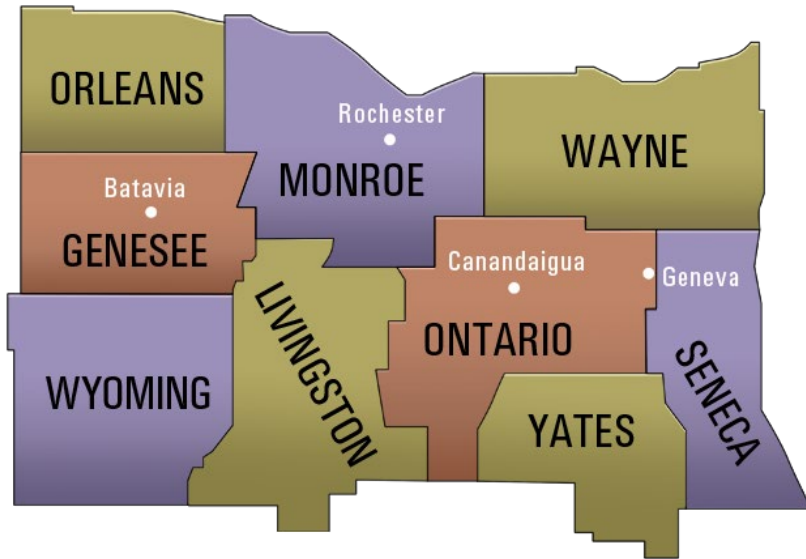 ORLEANS
Rochester
MONROE
WAYNE
Batavia
GENESEE
Canandaigua
Geneva
LIVINGSTON
ONTARIO
WYOMING
SENECA
YATES